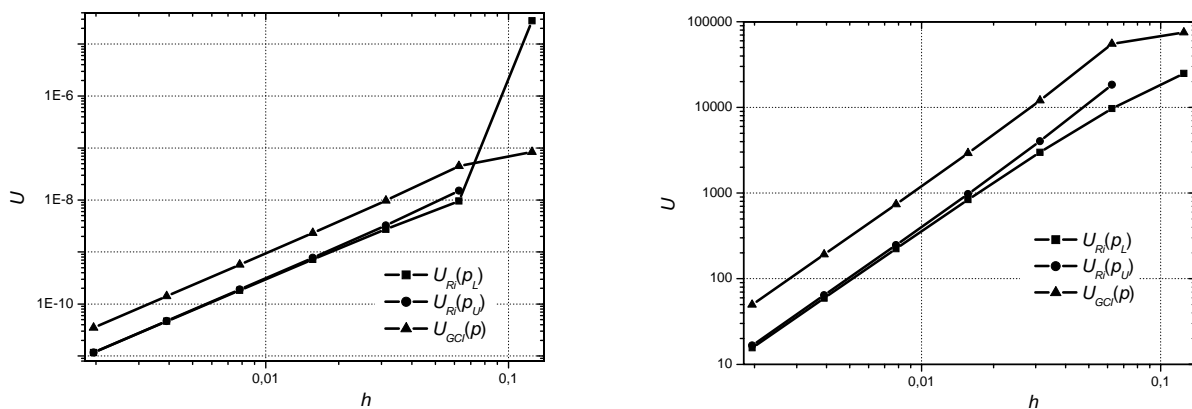 1E-6
1E-8
1E-10
U
0,01
0,1
h
U_Ri(p_L)
U_Ri(p_U)
U_GCI(p)
100000
10000
1000
100
10
U
0,01
0,1
h
U_Ri(p_L)
U_Ri(p_U)
U_GCI(p)